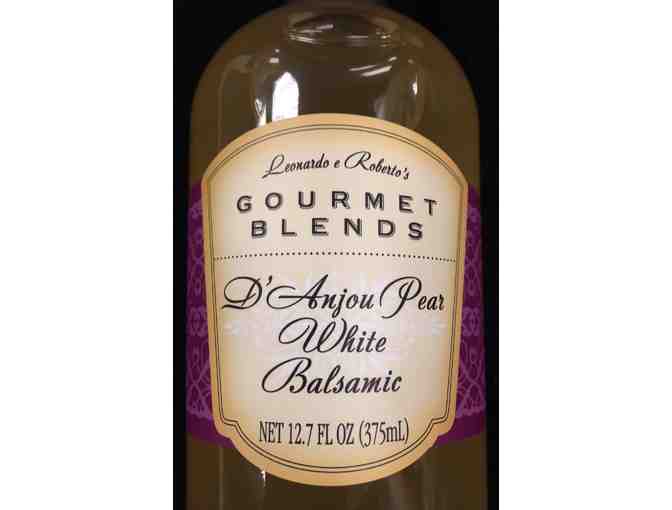 Leonardo e Roberto's
GOURMET
BLENDS
D'Anjou Pear
White
Balsamic
NET 12.7 FL OZ (375mL)